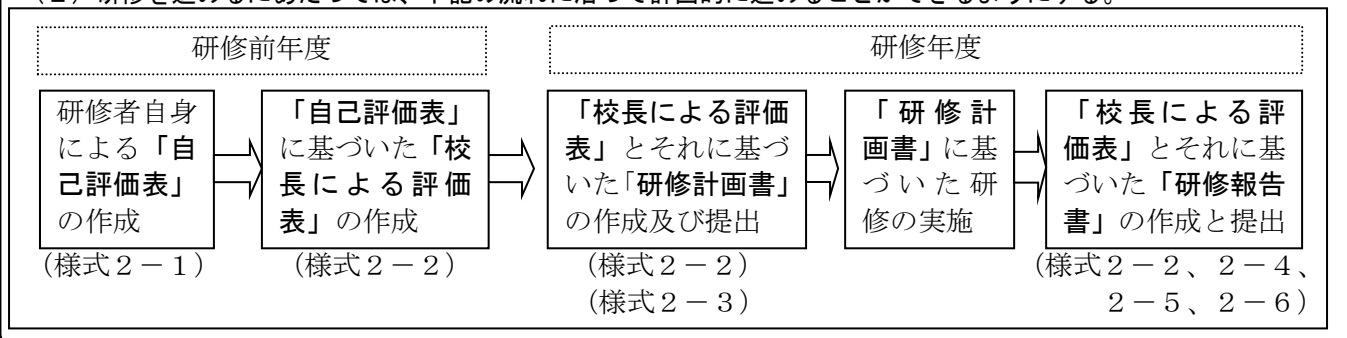 （２）研修を進めるにあたっては、下記の流れに沿って計画的に進めることができるようにする。
研修前年度
研修年度
研修者自身
による「自
己評価表」
の作成
「自己評価表」
に基づいた「校
長による評価
表」の作成
「校長による評価
表」とそれに基づ
いた「研修計画書」
の作成及び提出
「研修計
画書」に基
づいた研
修の実施
「校長による評
価表」とそれに基
づいた「研修報告
書」の作成と提出
（様式２－１）
（様式２－２）
（様式２－２）
（様式２－３）
（様式２－２、２－４、
２－５、２－６）